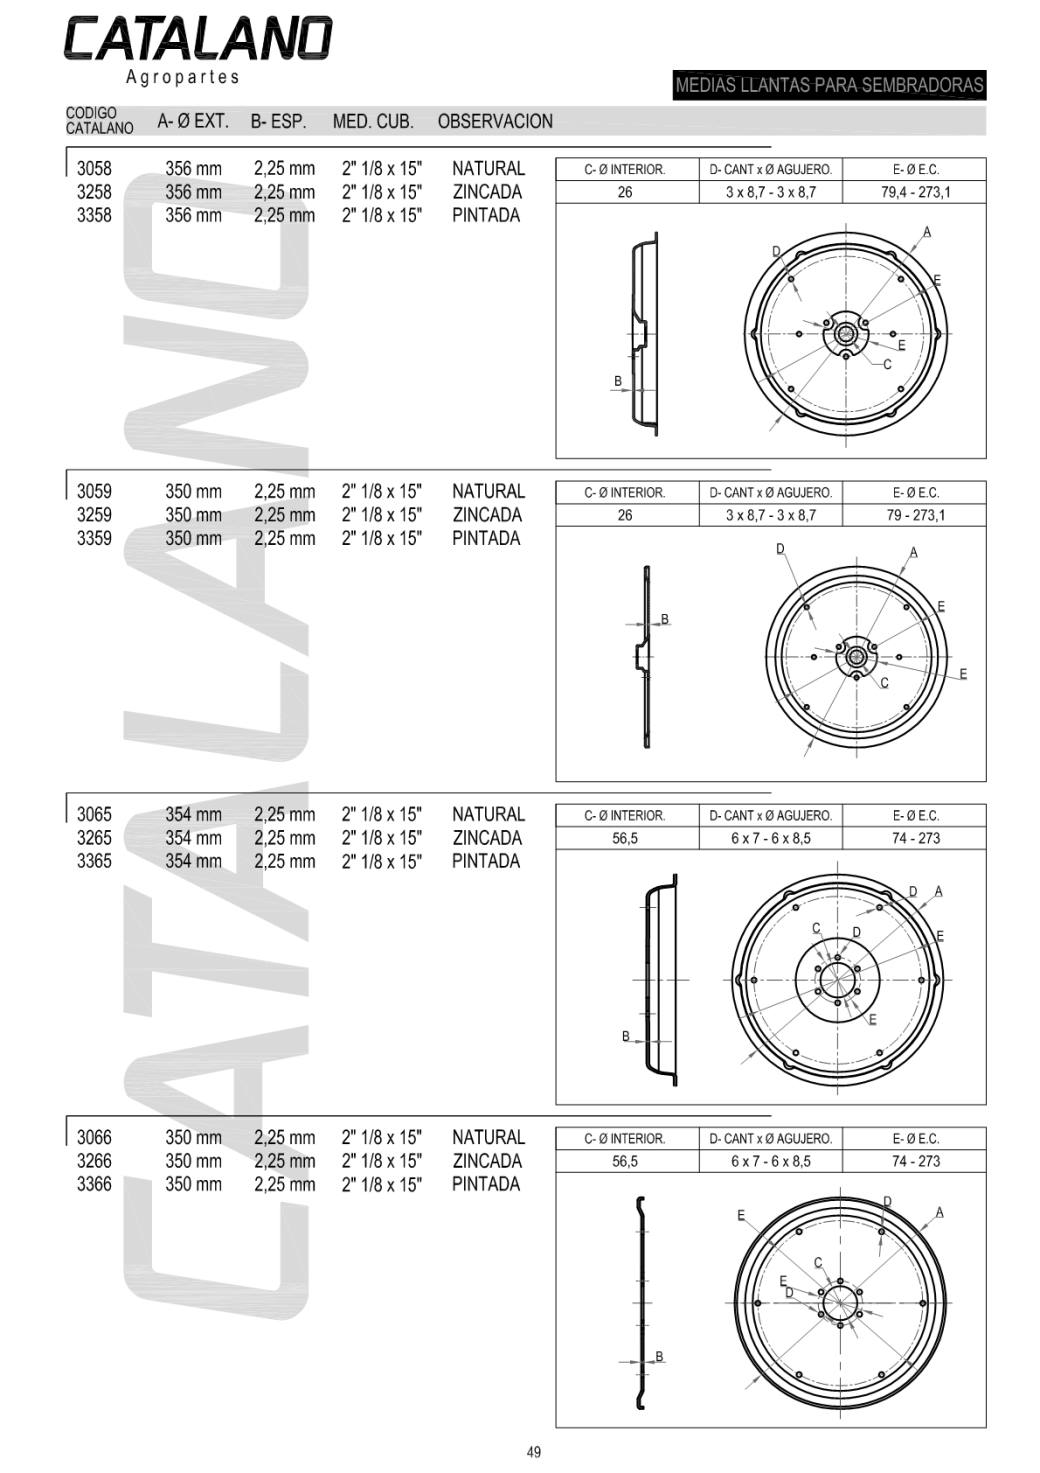 CATALANO
Agropartes
MEDIAS LLANTAS PARA SEMBRADORAS
CODIGO CATALANO A- Ø EXT. B- ESP. MED. CUB. OBSERVACION
3058 356 mm 2,25 mm 2" 1/8 x 15" NATURAL
3258 356 mm 2,25 mm 2" 1/8 x 15" ZINCADA
3358 356 mm 2,25 mm 2" 1/8 x 15" PINTADA
C- Ø INTERIOR. D- CANT x Ø AGUJERO. E- Ø E.C.
26 3 x 8,7 - 3 x 8,7 79,4 - 273,1
A
D
E
E
C
B
3059 350 mm 2,25 mm 2" 1/8 x 15" NATURAL
3259 350 mm 2,25 mm 2" 1/8 x 15" ZINCADA
3359 350 mm 2,25 mm 2" 1/8 x 15" PINTADA
C- Ø INTERIOR. D- CANT x Ø AGUJERO. E- Ø E.C.
26 3 x 8,7 - 3 x 8,7 79 - 273,1
D
A
E
B
E
C
3065 354 mm 2,25 mm 2" 1/8 x 15" NATURAL
3265 354 mm 2,25 mm 2" 1/8 x 15" ZINCADA
3365 354 mm 2,25 mm 2" 1/8 x 15" PINTADA
C- Ø INTERIOR. D- CANT x Ø AGUJERO. E- Ø E.C.
56,5 6 x 7 - 6 x 8,5 74 - 273
D A
C D E
E
B
3066 350 mm 2,25 mm 2" 1/8 x 15" NATURAL
3266 350 mm 2,25 mm 2" 1/8 x 15" ZINCADA
3366 350 mm 2,25 mm 2" 1/8 x 15" PINTADA
C- Ø INTERIOR. D- CANT x Ø AGUJERO. E- Ø E.C.
56,5 6 x 7 - 6 x 8,5 74 - 273
D
E A
C
E
D
B
CATALANO
49